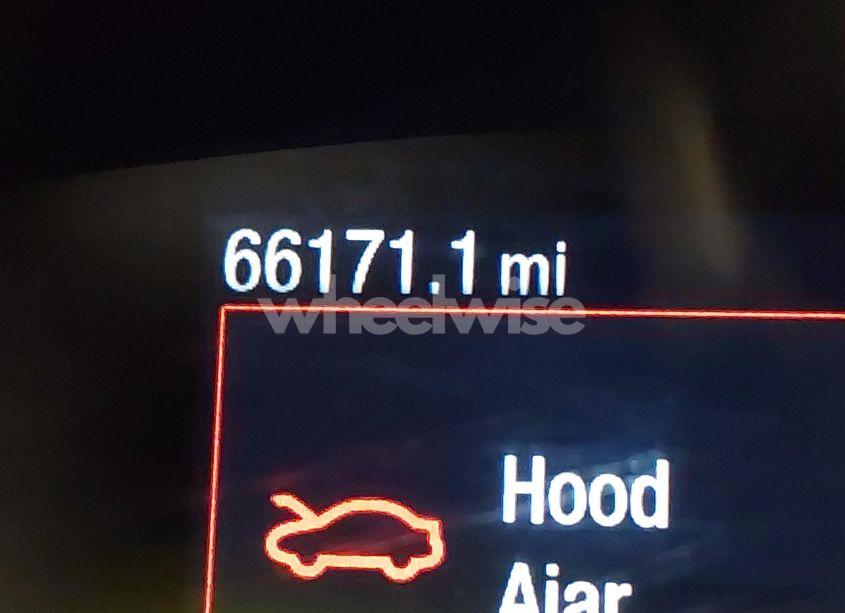 66171.1 mi
wheelwise
Hood
Ajar